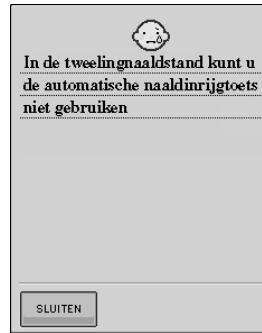 In de tweelingnaaldstand kunt u
de automatische naaldinrijgtoets
niet gebruiken
SLUITEN